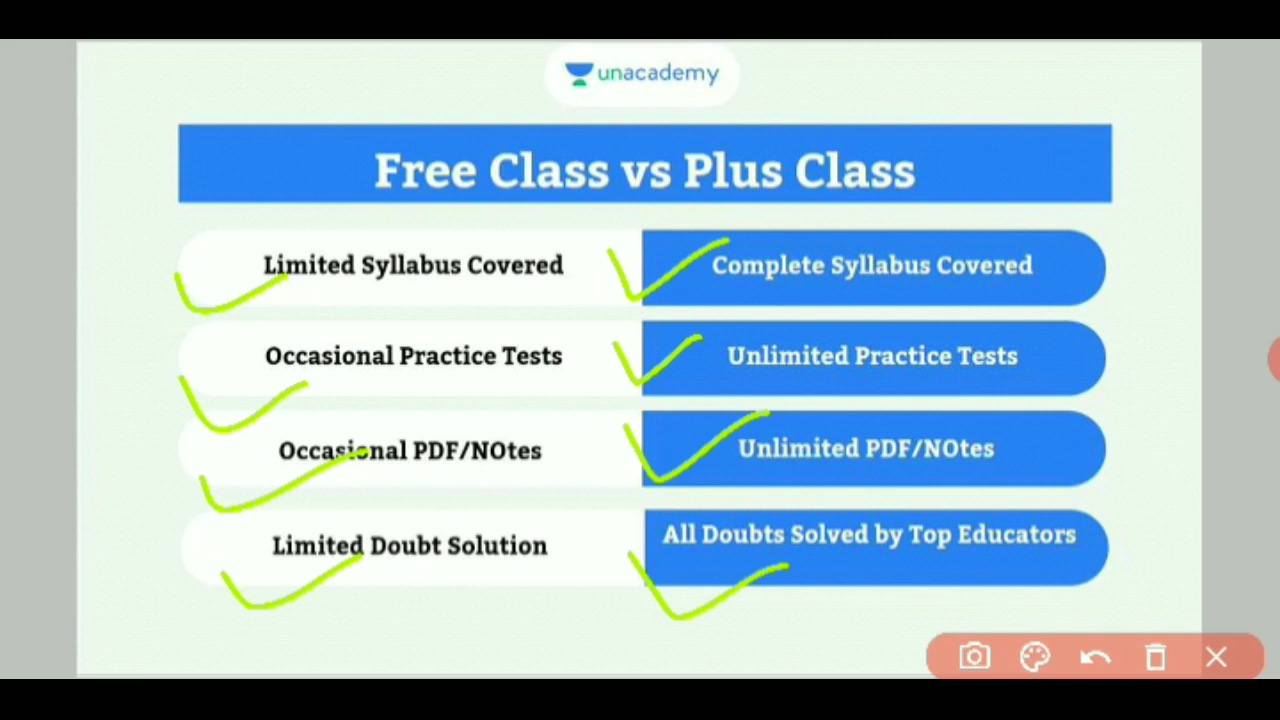 unacademy
Free Class vs Plus Class
Limited Syllabus Covered
Complete Syllabus Covered
Occasional Practice Tests
Unlimited Practice Tests
Occasional PDF/NOtes
Unlimited PDF/NOtes
Limited Doubt Solution
All Doubts Solved by Top Educators